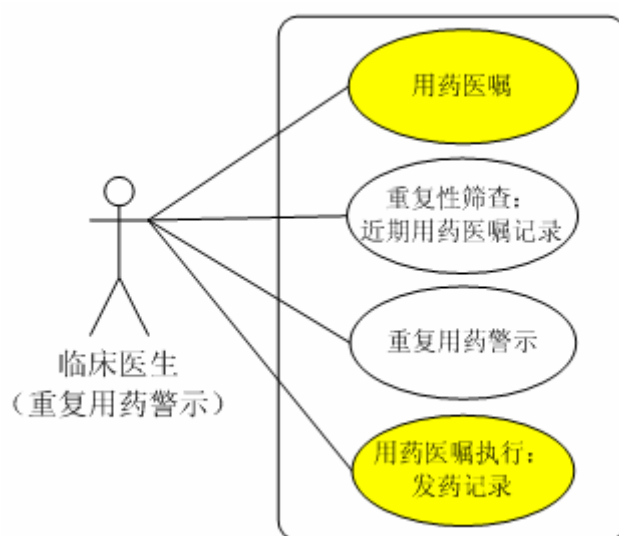 用药医嘱
重复性筛查：
近期用药医嘱记录
重复用药警示
用药医嘱执行：
发药记录
临床医生
（重复用药警示）